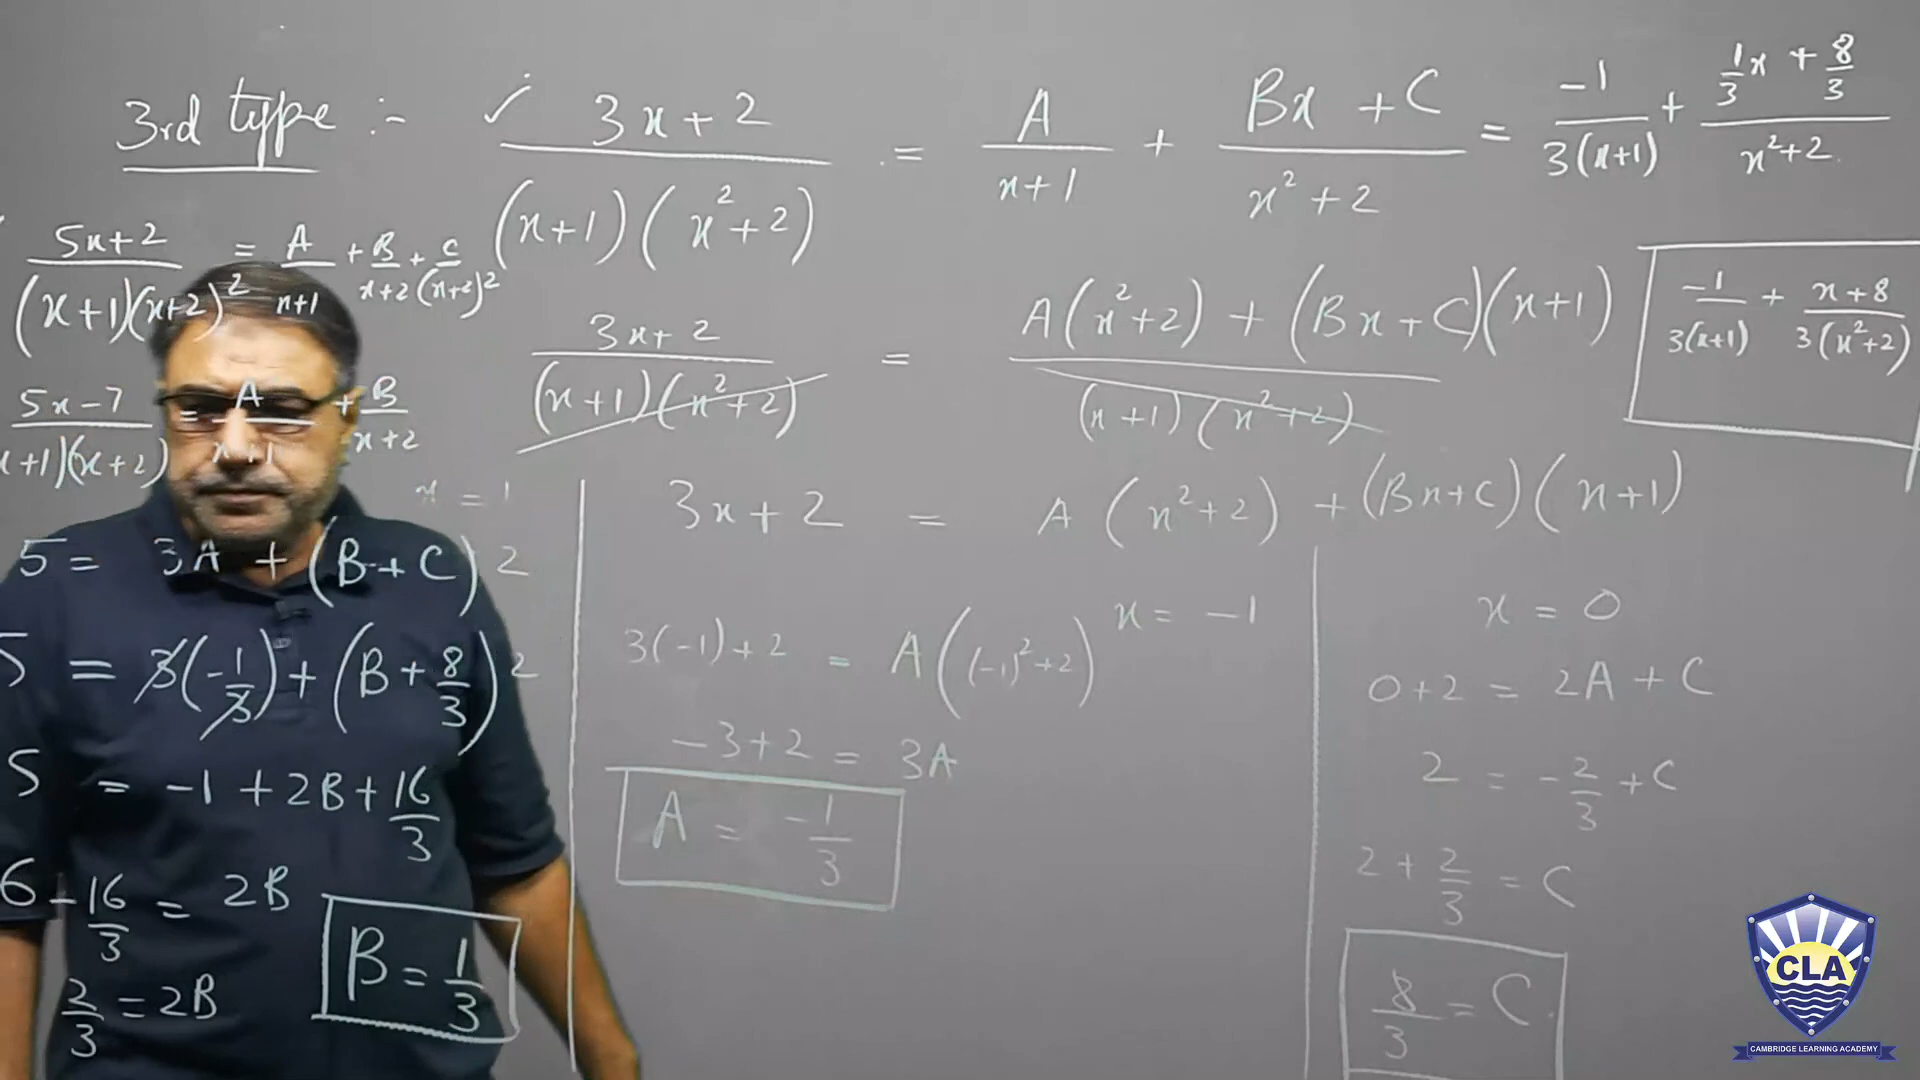 3rd type :- ✓ (3x+2)/((x+1)(x²+2)) = A/(x+1) + (Bx+C)/(x²+2) = -1/(3(x+1)) + (1/3 x + 8/3)/(x²+2)
(5x+2)/((x+1)(x+2)²) = A/(x+1) + B/(x+2) + C/(x+2)²
(3x+2)/((x+1)(x²+2)) = (A(x²+2) + (Bx+C)(x+1))/((x+1)(x²+2))
-1/(3(x+1)) + (x+8)/(3(x²+2))
(5x-7)/(x+1)(x+2) = A/(x+1) + B/(x+2)
3x+2 = A(x²+2) + (Bx+C)(x+1)
x = 1
5 = 3A + (B+C)2
5 = 3(-1/3) + (B + 8/3)2
5 = -1 + 2B + 16/3
6 - 16/3 = 2B
2/3 = 2B
B = 1/3
x = -1
3(-1)+2 = A((-1)²+2)
-3+2 = 3A
A = -1/3
x = 0
0+2 = 2A + C
2 = -2/3 + C
2 + 2/3 = C
8/3 = C
CLA
CAMBRIDGE LEARNING ACADEMY